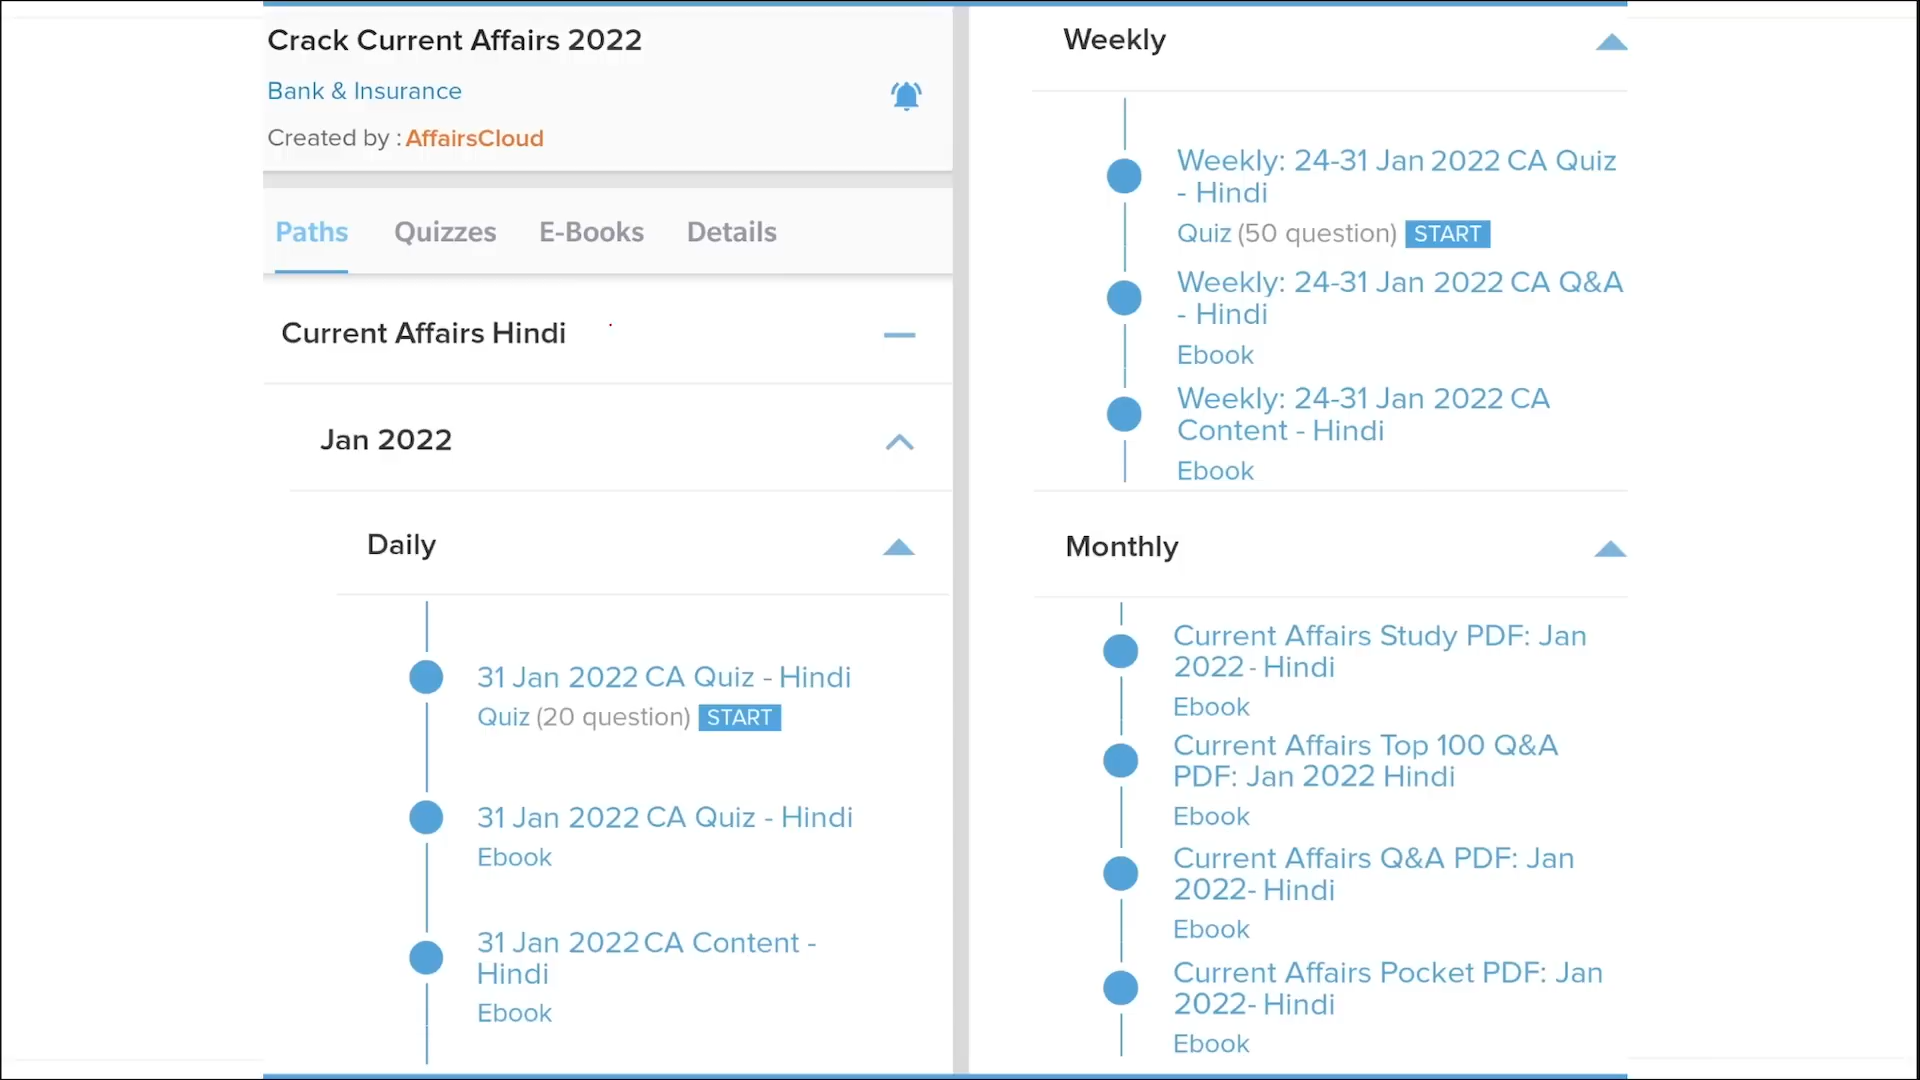 Crack Current Affairs 2022
Bank & Insurance
Created by : AffairsCloud
Paths Quizzes E-Books Details
Current Affairs Hindi
Jan 2022
Daily
31 Jan 2022 CA Quiz - Hindi
Quiz (20 question) START
31 Jan 2022 CA Quiz - Hindi
Ebook
31 Jan 2022 CA Content -
Hindi
Ebook
Weekly
Weekly: 24-31 Jan 2022 CA Quiz
- Hindi
Quiz (50 question) START
Weekly: 24-31 Jan 2022 CA Q&A
- Hindi
Ebook
Weekly: 24-31 Jan 2022 CA
Content - Hindi
Ebook
Monthly
Current Affairs Study PDF: Jan
2022 - Hindi
Ebook
Current Affairs Top 100 Q&A
PDF: Jan 2022 Hindi
Ebook
Current Affairs Q&A PDF: Jan
2022- Hindi
Ebook
Current Affairs Pocket PDF: Jan
2022- Hindi
Ebook